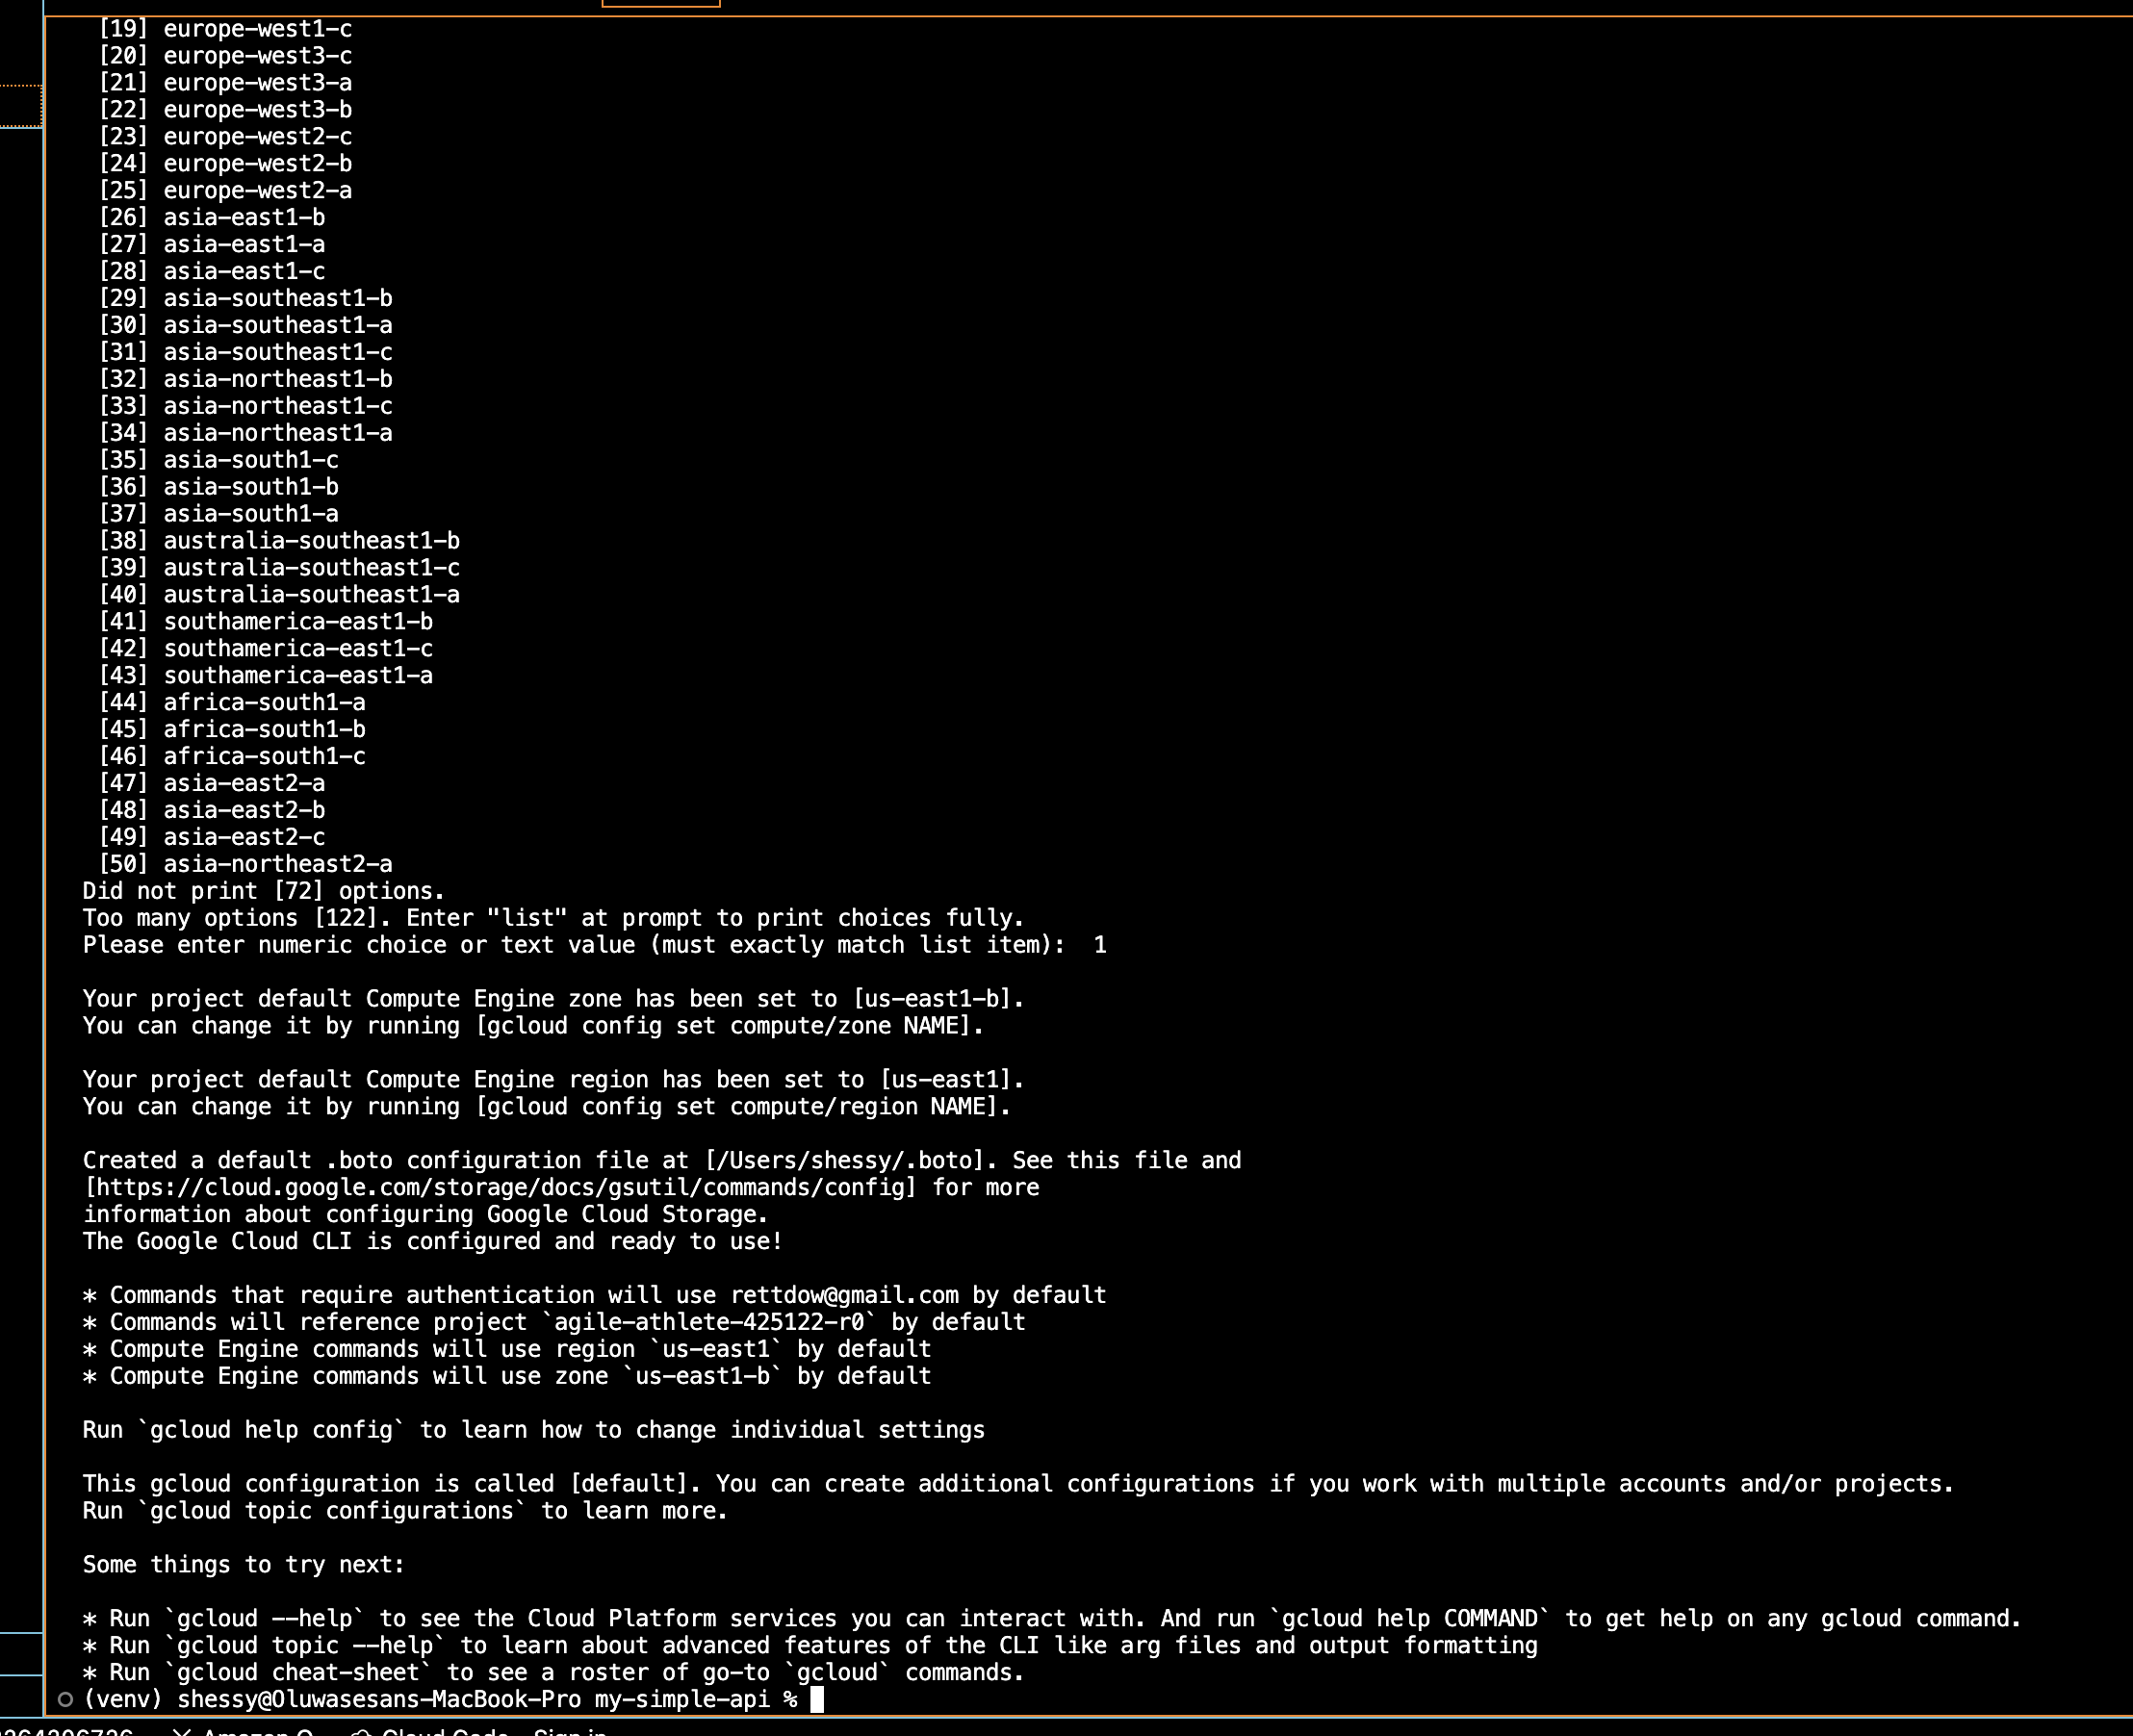 [19] europe-west1-c
[20] europe-west3-c
[21] europe-west3-a
[22] europe-west3-b
[23] europe-west2-c
[24] europe-west2-b
[25] europe-west2-a
[26] asia-east1-b
[27] asia-east1-a
[28] asia-east1-c
[29] asia-southeast1-b
[30] asia-southeast1-a
[31] asia-southeast1-c
[32] asia-northeast1-b
[33] asia-northeast1-c
[34] asia-northeast1-a
[35] asia-south1-c
[36] asia-south1-b
[37] asia-south1-a
[38] australia-southeast1-b
[39] australia-southeast1-c
[40] australia-southeast1-a
[41] southamerica-east1-b
[42] southamerica-east1-c
[43] southamerica-east1-a
[44] africa-south1-a
[45] africa-south1-b
[46] africa-south1-c
[47] asia-east2-a
[48] asia-east2-b
[49] asia-east2-c
[50] asia-northeast2-a
Did not print [72] options.
Too many options [122]. Enter "list" at prompt to print choices fully.
Please enter numeric choice or text value (must exactly match list item):  1
Your project default Compute Engine zone has been set to [us-east1-b].
You can change it by running [gcloud config set compute/zone NAME].
Your project default Compute Engine region has been set to [us-east1].
You can change it by running [gcloud config set compute/region NAME].
Created a default .boto configuration file at [/Users/shessy/.boto]. See this file and
[https://cloud.google.com/storage/docs/gsutil/commands/config] for more
information about configuring Google Cloud Storage.
The Google Cloud CLI is configured and ready to use!
* Commands that require authentication will use rettdow@gmail.com by default
* Commands will reference project `agile-athlete-425122-r0` by default
* Compute Engine commands will use region `us-east1` by default
* Compute Engine commands will use zone `us-east1-b` by default
Run `gcloud help config` to learn how to change individual settings
This gcloud configuration is called [default]. You can create additional configurations if you work with multiple accounts and/or projects.
Run `gcloud topic configurations` to learn more.
Some things to try next:
* Run `gcloud --help` to see the Cloud Platform services you can interact with. And run `gcloud help COMMAND` to get help on any gcloud command.
* Run `gcloud topic --help` to learn about advanced features of the CLI like arg files and output formatting
* Run `gcloud cheat-sheet` to see a roster of go-to `gcloud` commands.
(venv) shessy@Oluwasesans-MacBook-Pro my-simple-api %
Amazon Q Cloud Code - Sign in